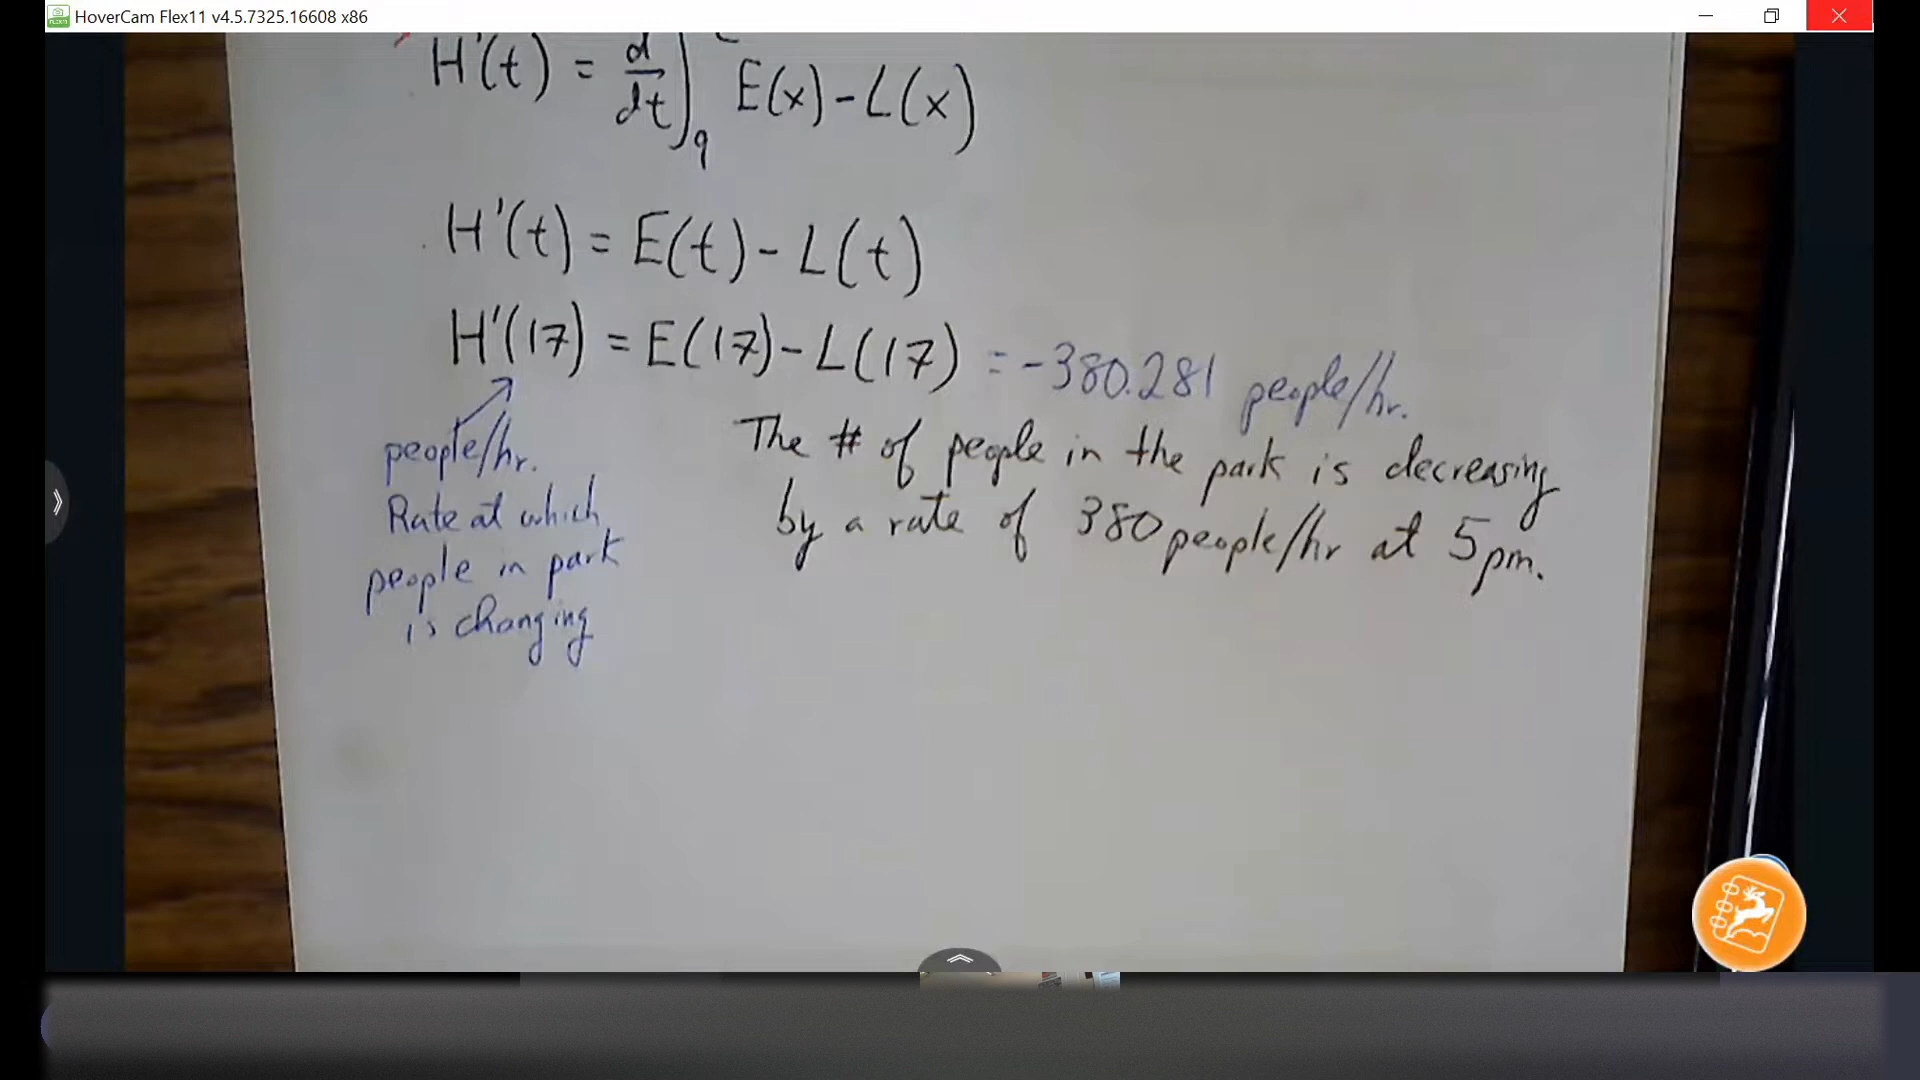 HoverCam Flex11 v4.5.7325.16608 x86
H'(t) = d/dt ∫9 E(x) - L(x)
H'(t) = E(t) - L(t)
H'(17) = E(17) - L(17) = -380.281 people/hr.
people/hr.
Rate at which
people in park
is changing
The # of people in the park is decreasing
by a rate of 380 people/hr at 5pm.